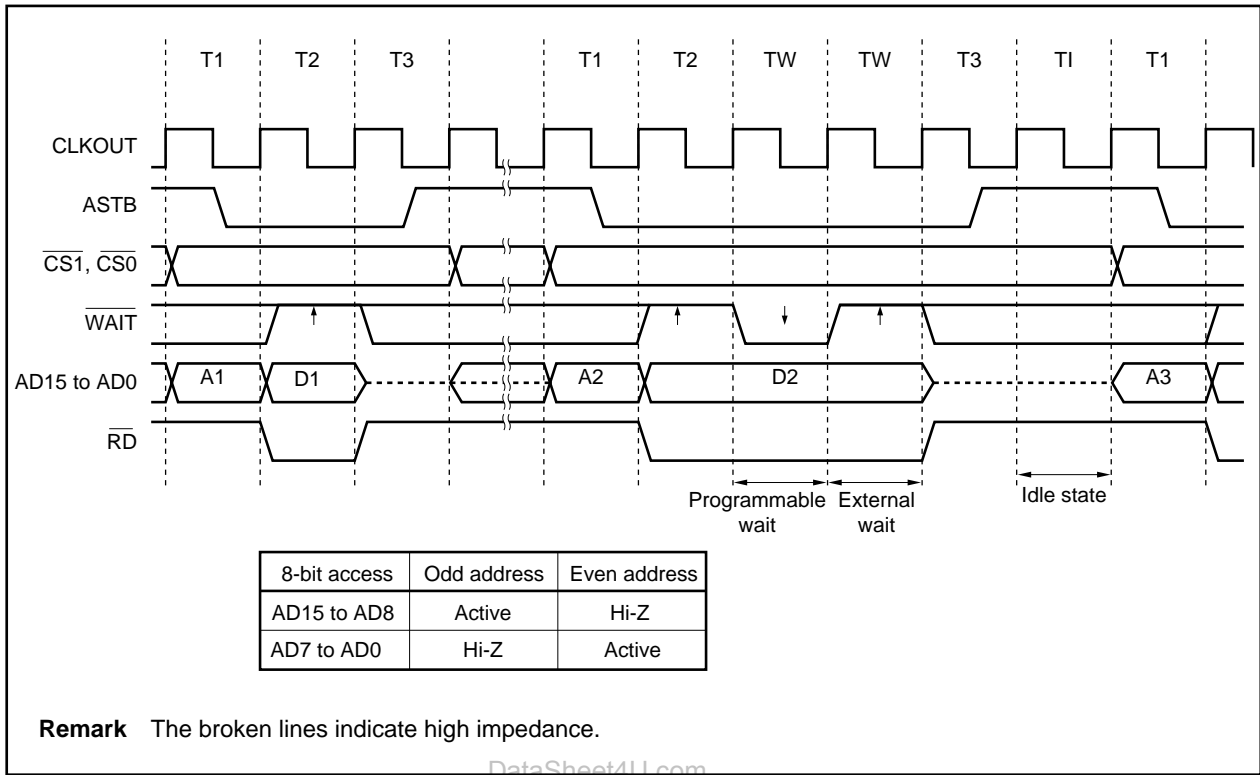 T1 T2 T3 T1 T2 TW TW T3 TI T1
CLKOUT
ASTB
CS1, CS0
WAIT
AD15 to AD0 A1 D1 A2 D2 A3
RD
Programmable wait
External wait
Idle state
8-bit access Odd address Even address
AD15 to AD8 Active Hi-Z
AD7 to AD0 Hi-Z Active
Remark The broken lines indicate high impedance.
DataSheet4U.com